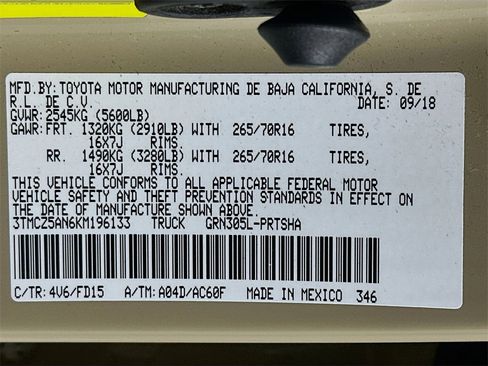 MFD.BY:TOYOTA MOTOR MANUFACTURING DE BAJA CALIFORNIA, S. DE
R.L. DE C.V. DATE: 09/18
GVWR:2545KG (5600LB)
GAWR:FRT. 1320KG (2910LB) WITH 265/70R16 TIRES,
16X7J RIMS.
RR. 1490KG (3280LB) WITH 265/70R16 TIRES,
16X7J RIMS.
THIS VEHICLE CONFORMS TO ALL APPLICABLE FEDERAL MOTOR
VEHICLE SAFETY AND THEFT PREVENTION STANDARDS IN EFFECT ON
THE DATE OF MANUFACTURE SHOWN ABOVE.
3TMCZ5AN6KM196133 TRUCK GRN305L-PRTSHA
C/TR: 4V6/FD15 A/TM: A04D/AC60F MADE IN MEXICO 346